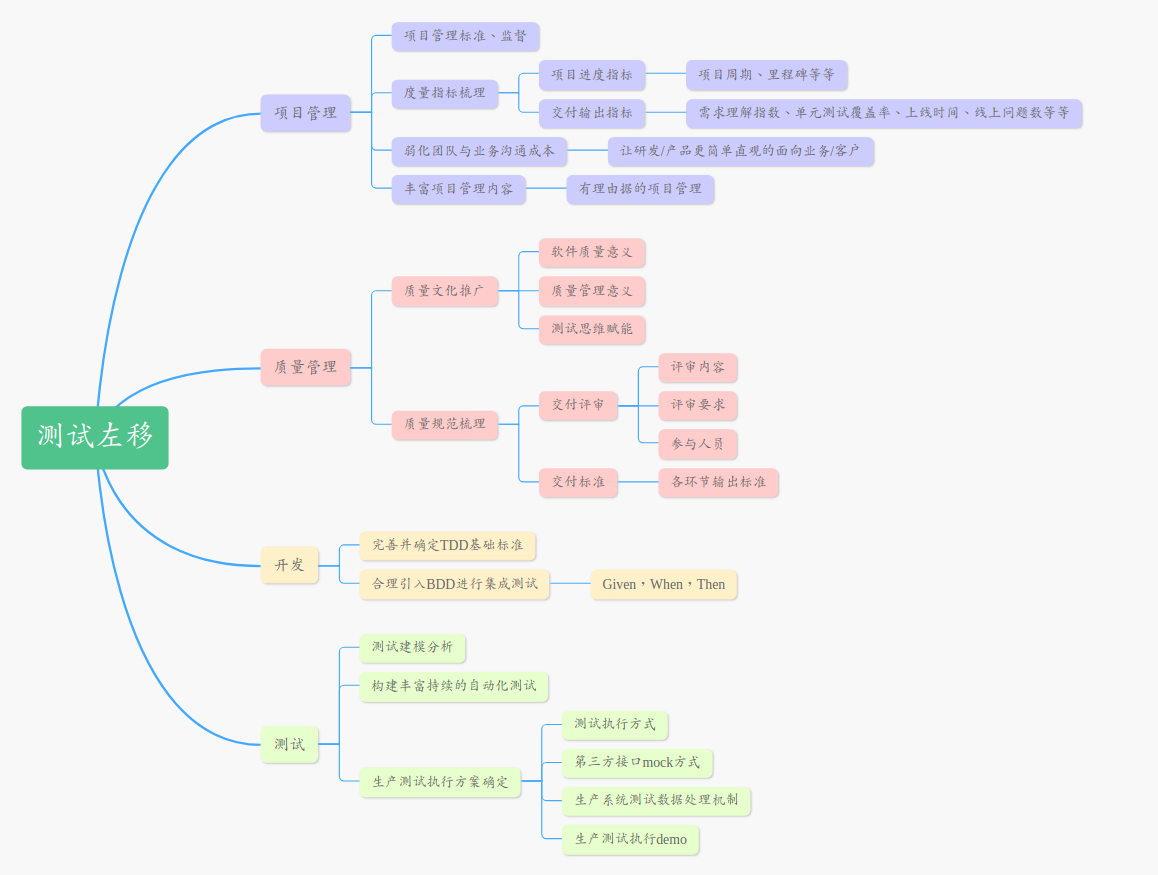 测试左移
项目管理
项目管理标准、监督
度量指标梳理
项目进度指标
项目周期、里程碑等等
交付输出指标
需求理解指数、单元测试覆盖率、上线时间、线上问题数等等
弱化团队与业务沟通成本
让研发/产品更简单直观的面向业务/客户
丰富项目管理内容
有理由据的项目管理
质量管理
质量文化推广
软件质量意义
质量管理意义
测试思维赋能
质量规范梳理
交付评审
评审内容
评审要求
参与人员
交付标准
各环节输出标准
开发
完善并确定TDD基础标准
合理引入BDD进行集成测试
Given，When，Then
测试
测试建模分析
构建丰富持续的自动化测试
生产测试执行方案确定
测试执行方式
第三方接口mock方式
生产系统测试数据处理机制
生产测试执行demo